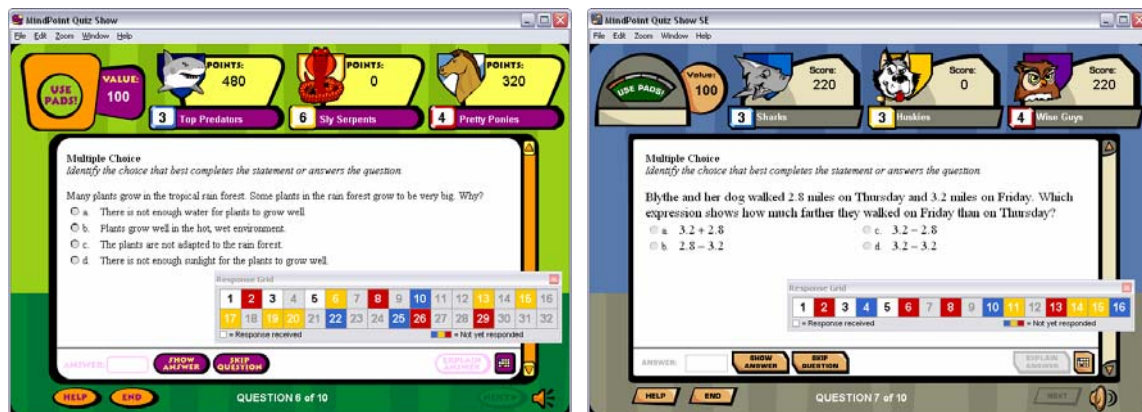 MindPoint Quiz Show
File Edit Zoom Window Help
USE PADS!
VALUE: 100
POINTS: 480
3 Top Predators
POINTS: 0
6 Sly Serpents
POINTS: 320
4 Pretty Ponies
Multiple Choice
Identify the choice that best completes the statement or answers the question
Many plants grow in the tropical rain forest. Some plants in the rain forest grow to be very big. Why?
a. There is not enough water for plants to grow well
b. Plants grow well in the hot, wet environment.
c. The plants are not adapted to the rain forest.
d. There is not enough sunlight for the plants to grow well.
Response Grid
1 2 3 4 5 6 7 8 9 10 11 12 13 14 15 16
17 18 19 20 21 22 23 24 25 26 27 28 29 30 31 32
= Response received = Not yet responded
ANSWER: SHOW ANSWER SKIP QUESTION EXPLAIN ANSWER
HELP END QUESTION 6 of 10
MindPoint Quiz Show SE
File Edit Zoom Window Help
USE PADS!
Value: 100
Score: 220
3 Sharks
Score: 0
3 Huskies
Score: 220
4 Wise Guys
Multiple Choice
Identify the choice that best completes the statement or answers the question
Blythe and her dog walked 2.8 miles on Thursday and 3.2 miles on Friday. Which
expression shows how much farther they walked on Friday than on Thursday?
a. 3.2 + 2.8 c. 3.2 – 2.8
b. 2.8 – 3.2 d. 3.2 – 3.2
Response Grid
1 2 3 4 5 6 7 8 9 10 11 12 13 14 15 16
= Response received = Not yet responded
ANSWER: SHOW ANSWER SKIP QUESTION EXPLAIN ANSWER
HELP END QUESTION 7 of 10 NEXT